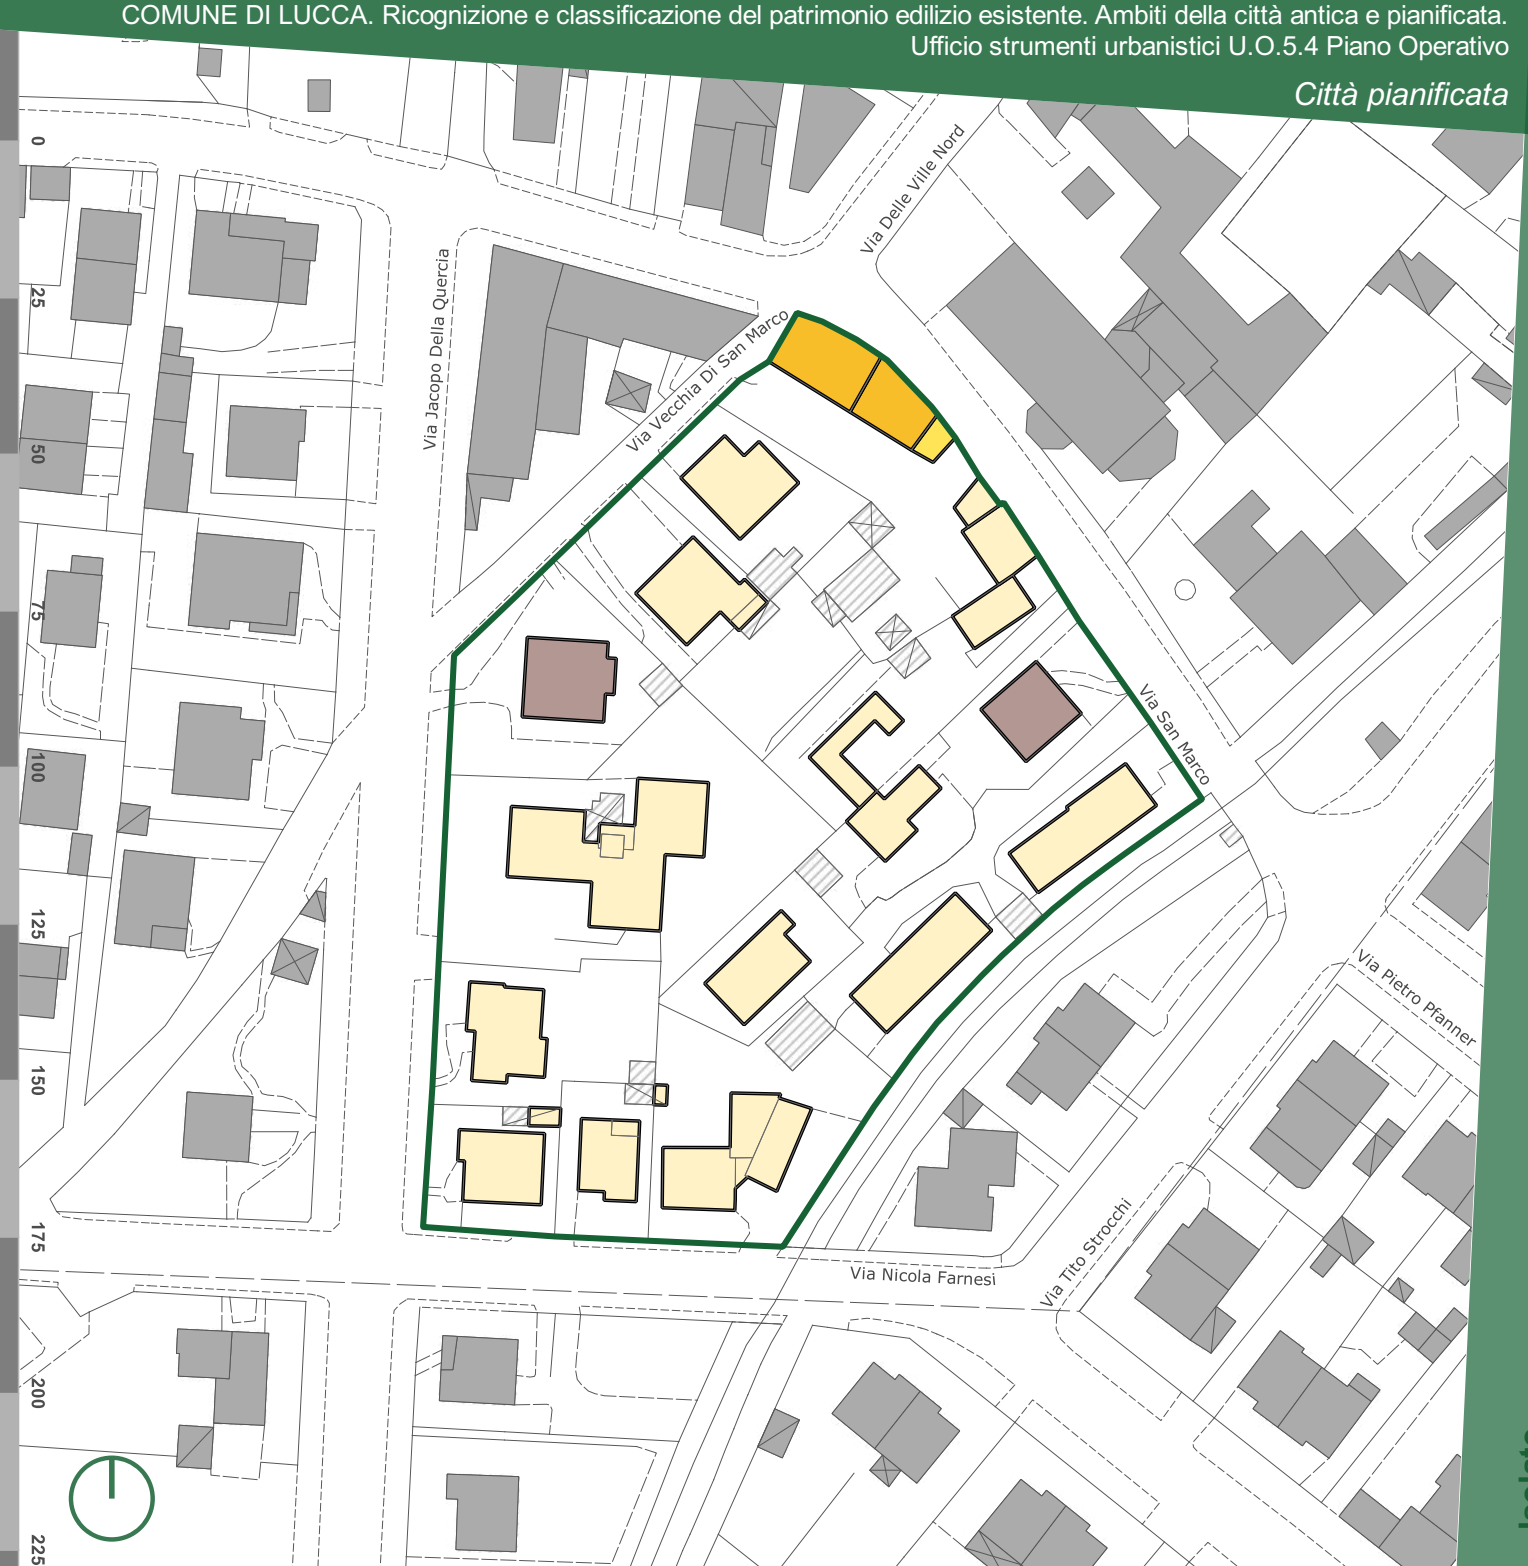 COMUNE DI LUCCA. Ricognizione e classificazione del patrimonio edilizio esistente. Ambiti della città antica e pianificata.
Ufficio strumenti urbanistici U.O.5.4 Piano Operativo
Città pianificata
Via Delle Ville Nord
Via Jacopo Della Quercia
Via Vecchia Di San Marco
Via San Marco
Via Pietro Pfanner
Via Tito Strocchi
Via Nicola Farnesi
0
25
50
75
100
125
150
175
200
225